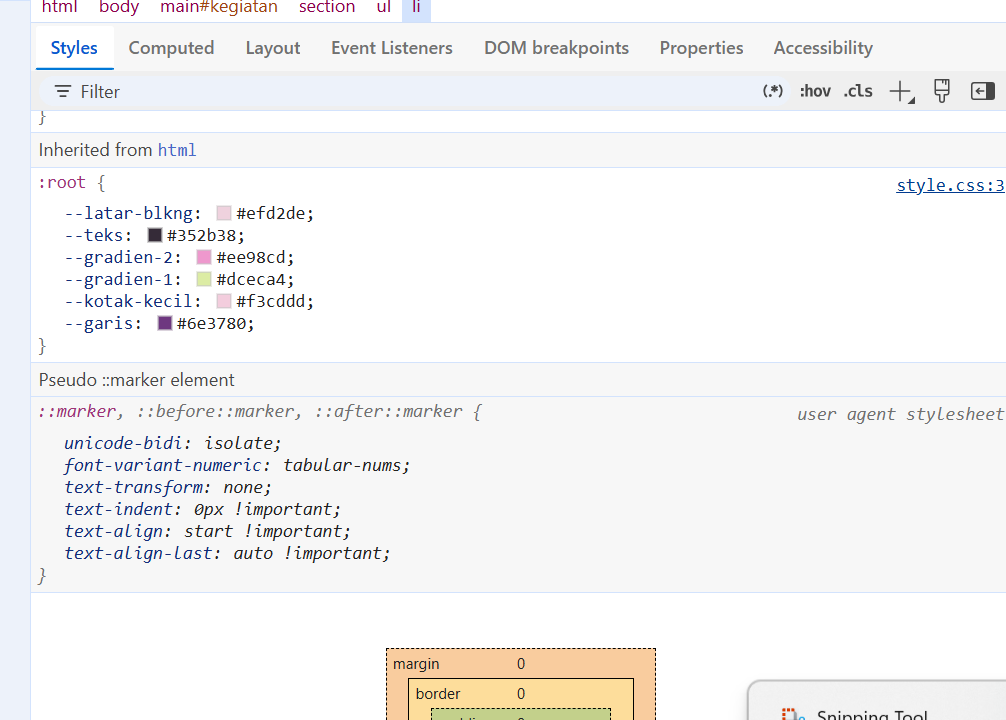 html body main#kegiatan section ul li
Styles Computed Layout Event Listeners DOM breakpoints Properties Accessibility
Filter (.*) :hov .cls
}
Inherited from html
:root { style.css:3
--latar-blkng: #efd2de;
--teks: #352b38;
--gradien-2: #ee98cd;
--gradien-1: #dceca4;
--kotak-kecil: #f3cddd;
--garis: #6e3780;
}
Pseudo ::marker element
::marker, ::before::marker, ::after::marker { user agent stylesheet
unicode-bidi: isolate;
font-variant-numeric: tabular-nums;
text-transform: none;
text-indent: 0px !important;
text-align: start !important;
text-align-last: auto !important;
}
margin 0
border 0
Snipping Tool